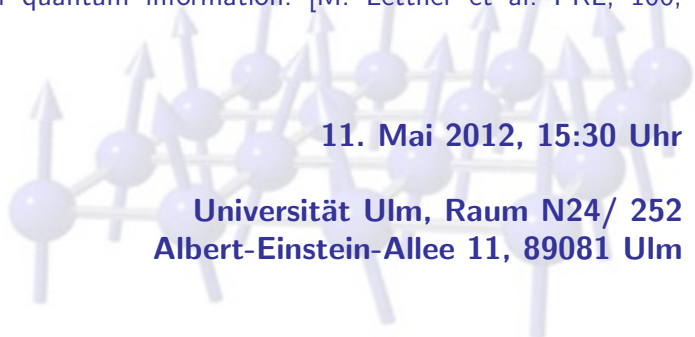 quantum information. [M. Lettner et al. PRL, 106,
11. Mai 2012, 15:30 Uhr
Universität Ulm, Raum N24/ 252
Albert-Einstein-Allee 11, 89081 Ulm